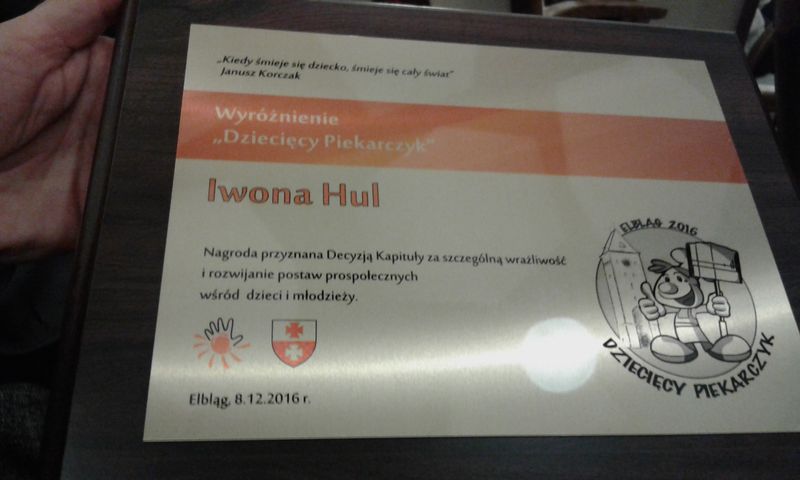 „Kiedy śmieje się dziecko, śmieje się cały świat"
Janusz Korczak
Wyróżnienie
„Dziecięcy Piekarczyk"
Iwona Hul
Nagroda przyznana Decyzją Kapituły za szczególną wrażliwość
i rozwijanie postaw prospołecznych
wśród dzieci i młodzieży.
ELBLĄG 2016
DZIECIĘCY PIEKARCZYK
Elbląg, 8.12.2016 r.